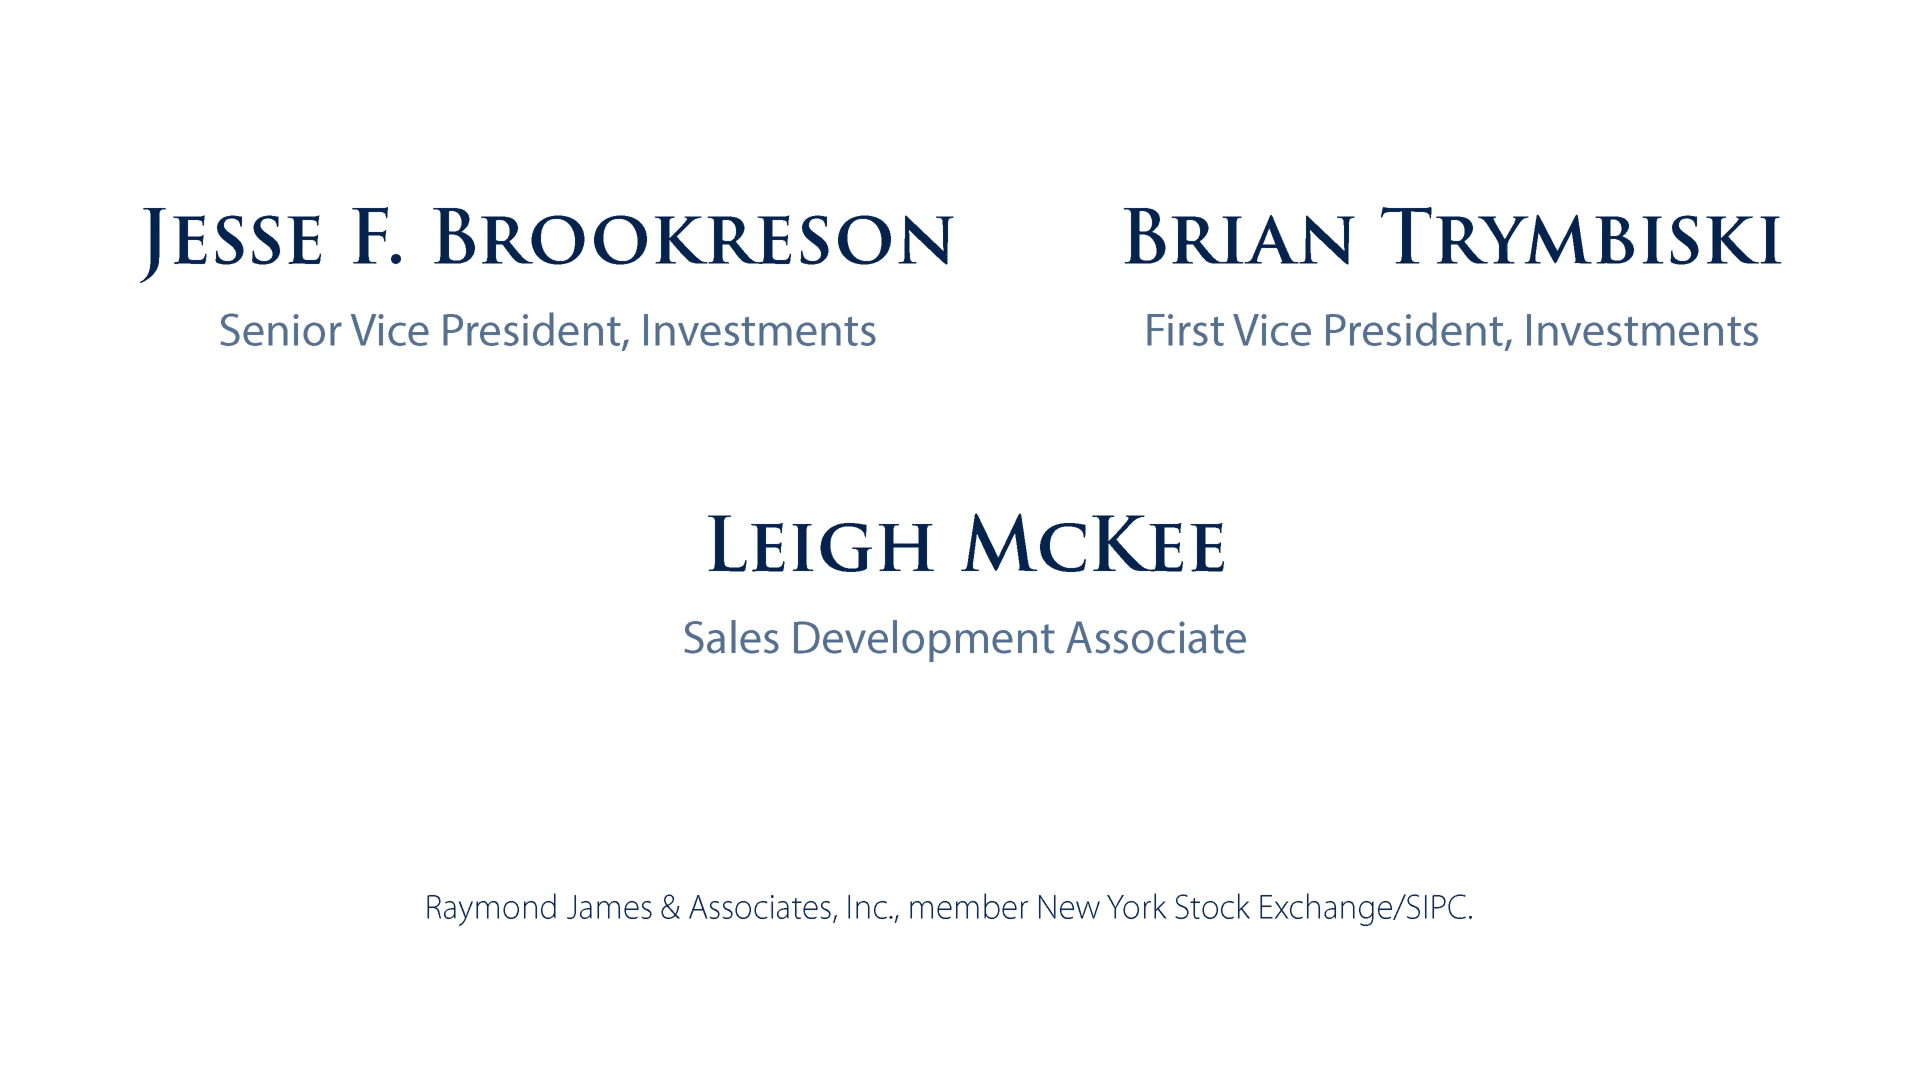 Jesse F. Brookreson
Senior Vice President, Investments
Brian Trymbiski
First Vice President, Investments
Leigh McKee
Sales Development Associate
Raymond James & Associates, Inc., member New York Stock Exchange/SIPC.